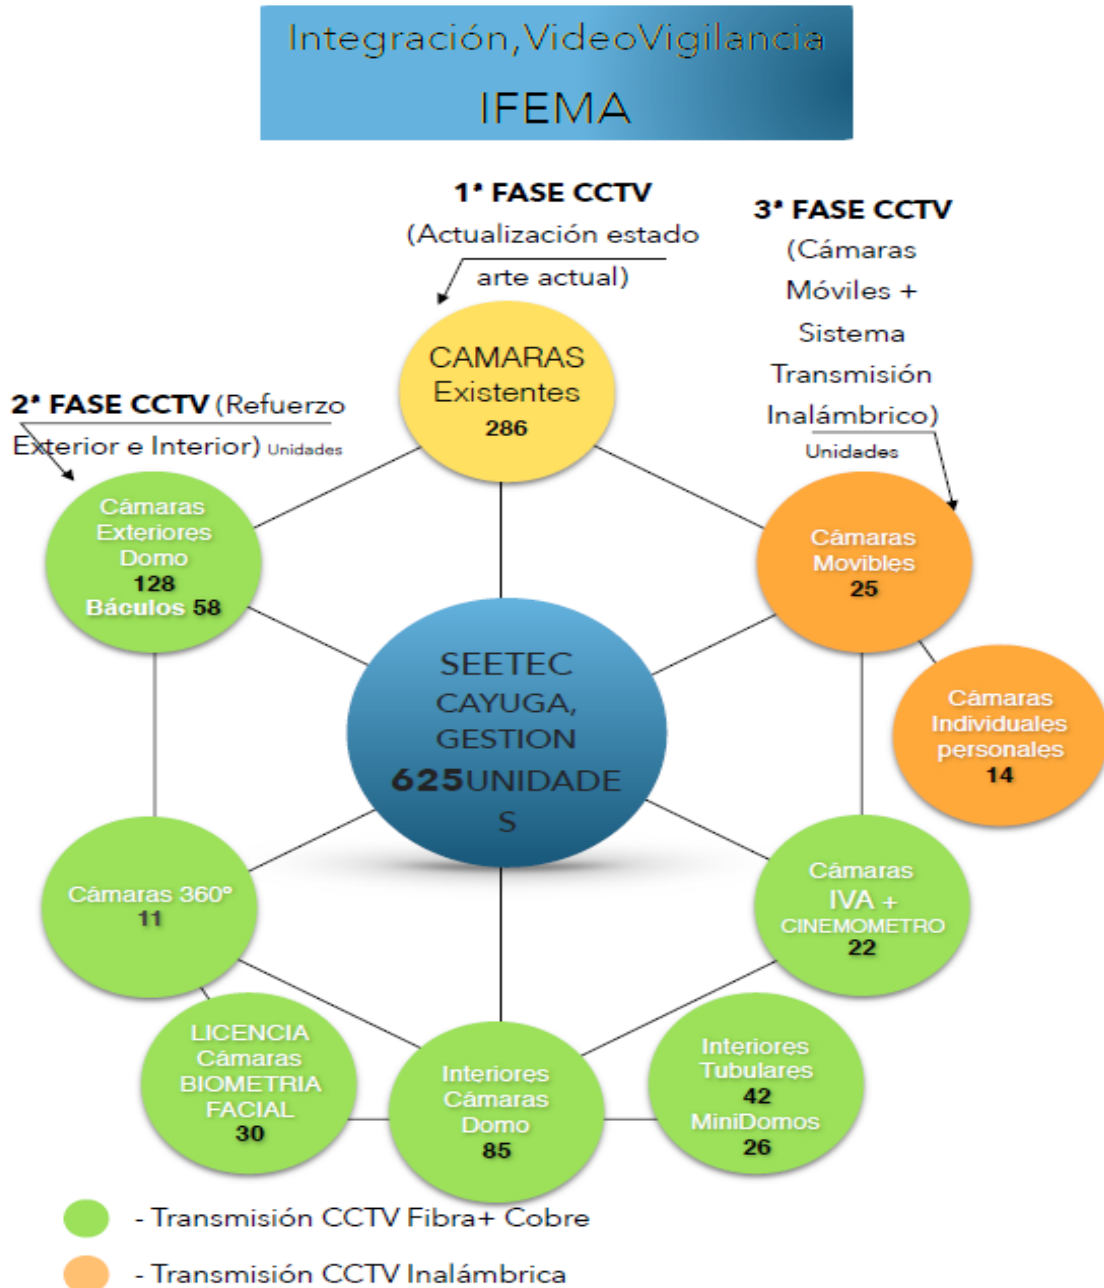 Integración,VideoVigilancia
IFEMA
1ª FASE CCTV
(Actualización estado
arte actual)
3ª FASE CCTV
(Cámaras
Móviles +
Sistema
Transmisión
Inalámbrico)
Unidades
2ª FASE CCTV (Refuerzo
Exterior e Interior) Unidades
CAMARAS
Existentes
286
Cámaras
Exteriores
Domo
128
Báculos 58
Cámaras
Movibles
25
SEETEC
CAYUGA,
GESTION
625UNIDADE
S
Cámaras
Individuales
personales
14
Cámaras 360º
11
Cámaras
IVA +
CINEMOMETRO
22
LICENCIA
Cámaras
BIOMETRIA
FACIAL
30
Interiores
Cámaras
Domo
85
Interiores
Tubulares
42
MiniDomos
26
- Transmisión CCTV Fibra+ Cobre
- Transmisión CCTV Inalámbrica